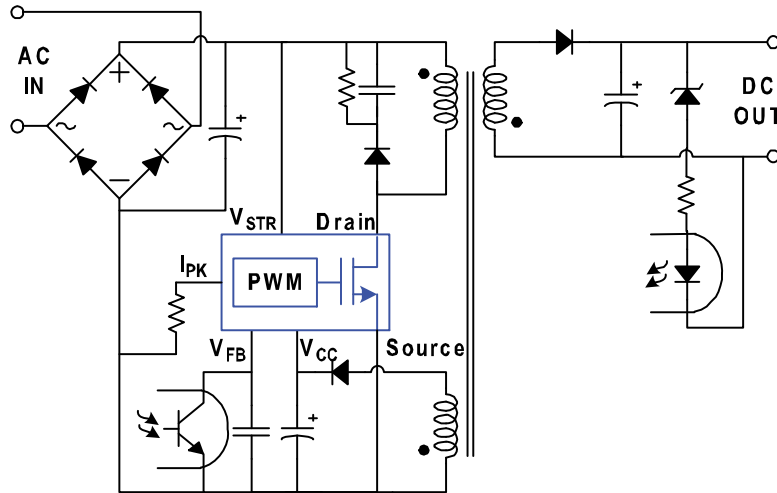 AC
IN
+
~
~
−
+
+
DC
OUT
VSTR
Drain
IPK
PWM
VFB
VCC
Source
+